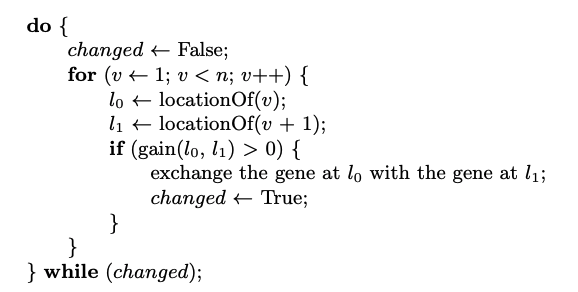 do {
changed ← False;
for (v ← 1; v < n; v++) {
l₀ ← locationOf(v);
l₁ ← locationOf(v + 1);
if (gain(l₀, l₁) > 0) {
exchange the gene at l₀ with the gene at l₁;
changed ← True;
}
}
} while (changed);